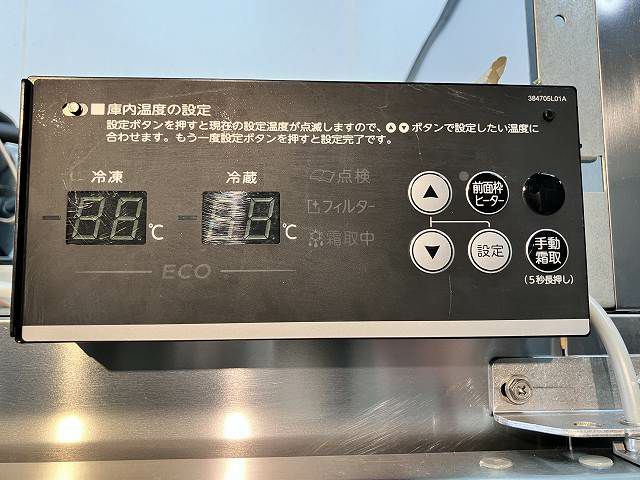 384705L01A
■庫内温度の設定
設定ボタンを押すと現在の設定温度が点滅しますので、▲▼ボタンで設定したい温度に
合わせます。もう一度設定ボタンを押すと設定完了です。
冷凍 冷蔵 点検
℃ ℃ フィルター
霜取中
ECO
▲ 前面枠
ヒーター
▼ 設定 手動
霜取
(5秒長押し)